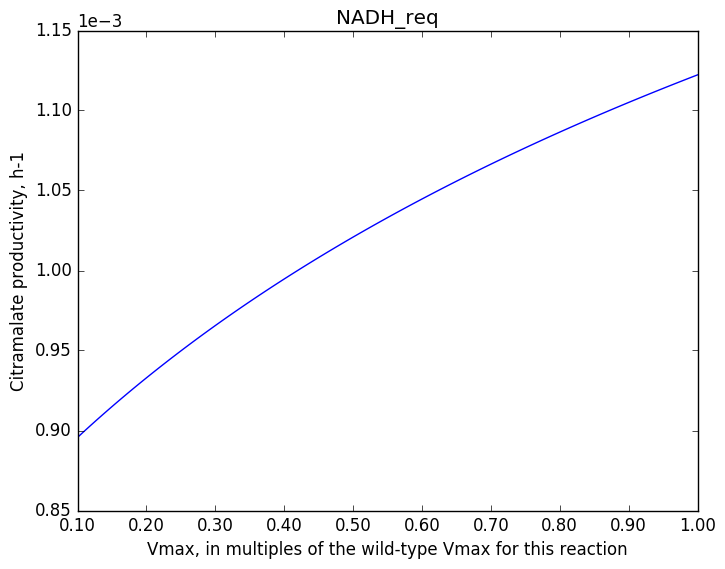 NADH_req
1e−3
1.15
1.10
1.05
1.00
0.95
0.90
0.85
0.10 0.20 0.30 0.40 0.50 0.60 0.70 0.80 0.90 1.00
Citramalate productivity, h-1
Vmax, in multiples of the wild-type Vmax for this reaction